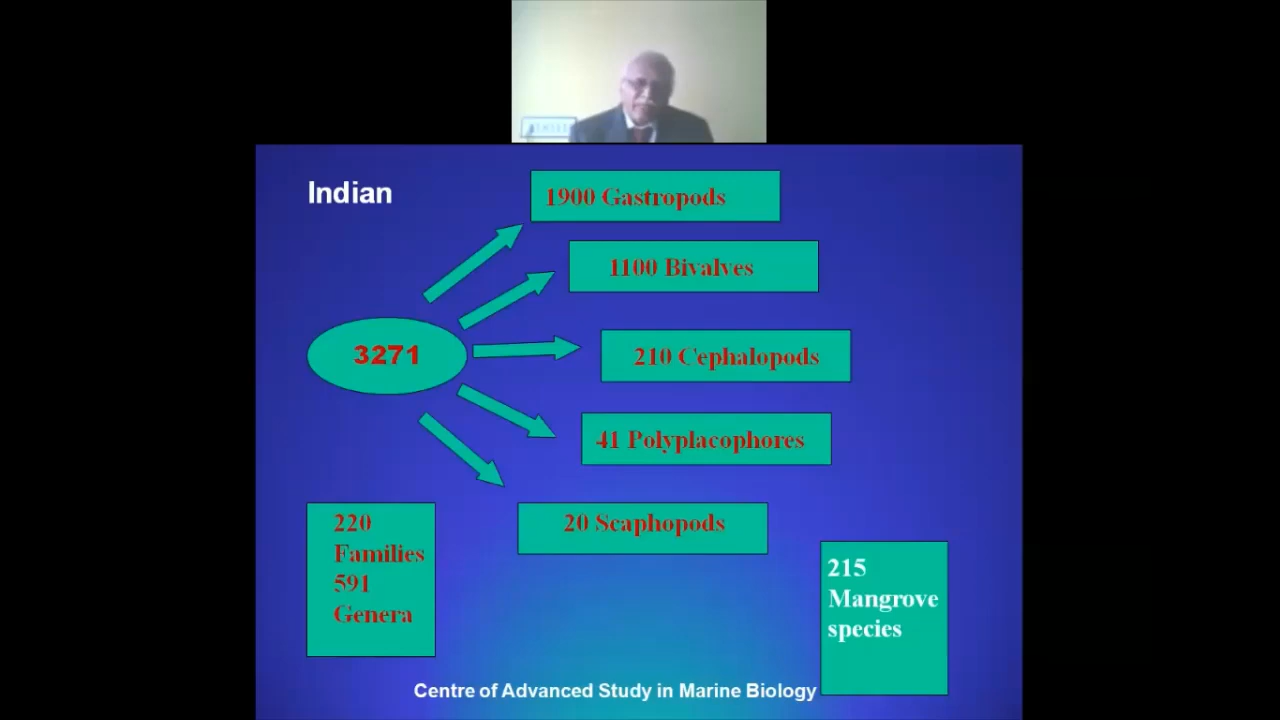 Indian
1900 Gastropods
1100 Bivalves
3271
210 Cephalopods
41 Polyplacophores
20 Scaphopods
220
Families
591
Genera
215
Mangrove
species
Centre of Advanced Study in Marine Biology